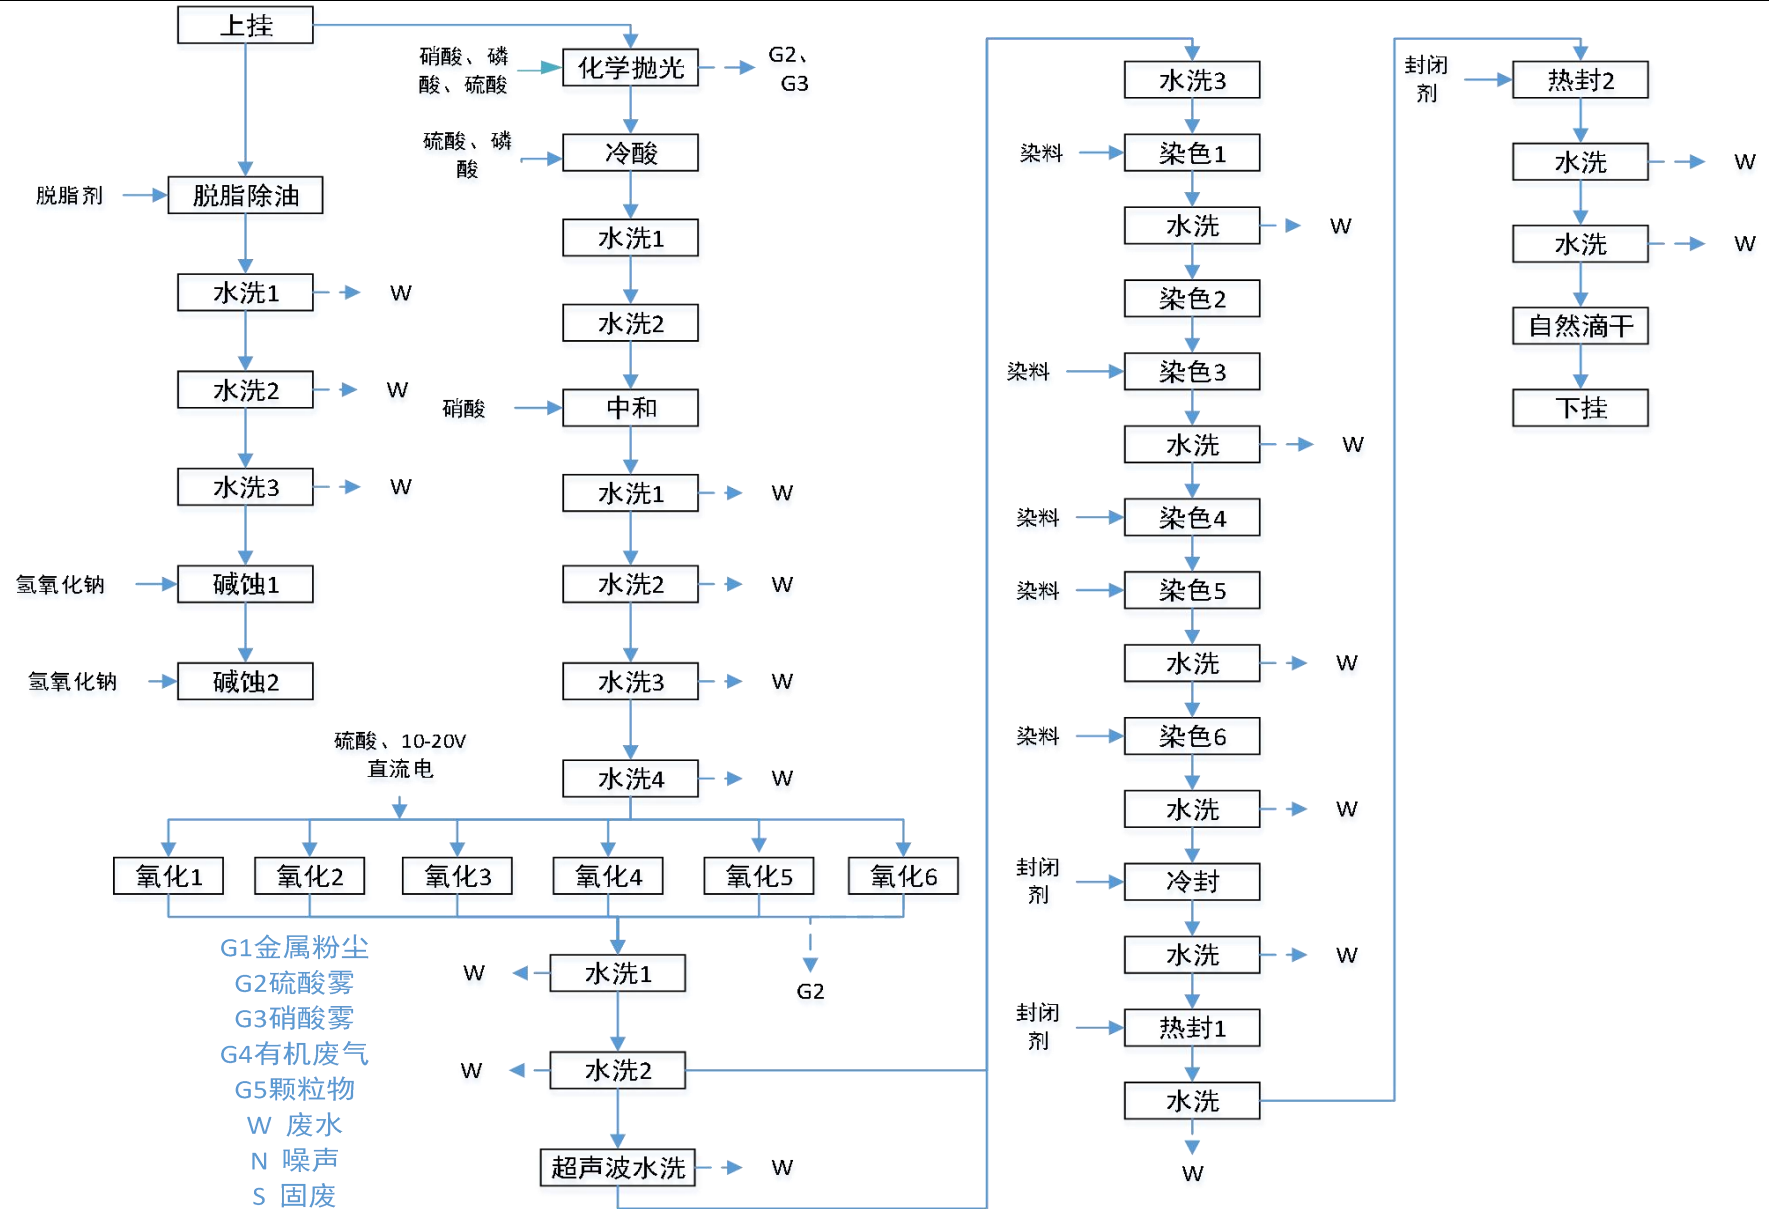 上挂
脱脂剂
脱脂除油
水洗1
W
水洗2
W
水洗3
W
氢氧化钠
碱蚀1
氢氧化钠
碱蚀2
硝酸、磷
酸、硫酸
化学抛光
G2、
G3
硫酸、磷
酸
冷酸
水洗1
水洗2
硝酸
中和
水洗1
W
水洗2
W
水洗3
W
水洗4
W
硫酸、10-20V
直流电
氧化1
氧化2
氧化3
氧化4
氧化5
氧化6
G2
W
水洗1
W
水洗2
超声波水洗
W
G1金属粉尘
G2硫酸雾
G3硝酸雾
G4有机废气
G5颗粒物
W 废水
N 噪声
S 固废
水洗3
染料
染色1
水洗
W
染色2
染料
染色3
水洗
W
染料
染色4
染料
染色5
水洗
W
染料
染色6
水洗
W
封闭
剂
冷封
水洗
W
封闭
剂
热封1
水洗
W
封闭
剂
热封2
水洗
W
水洗
W
自然滴干
下挂